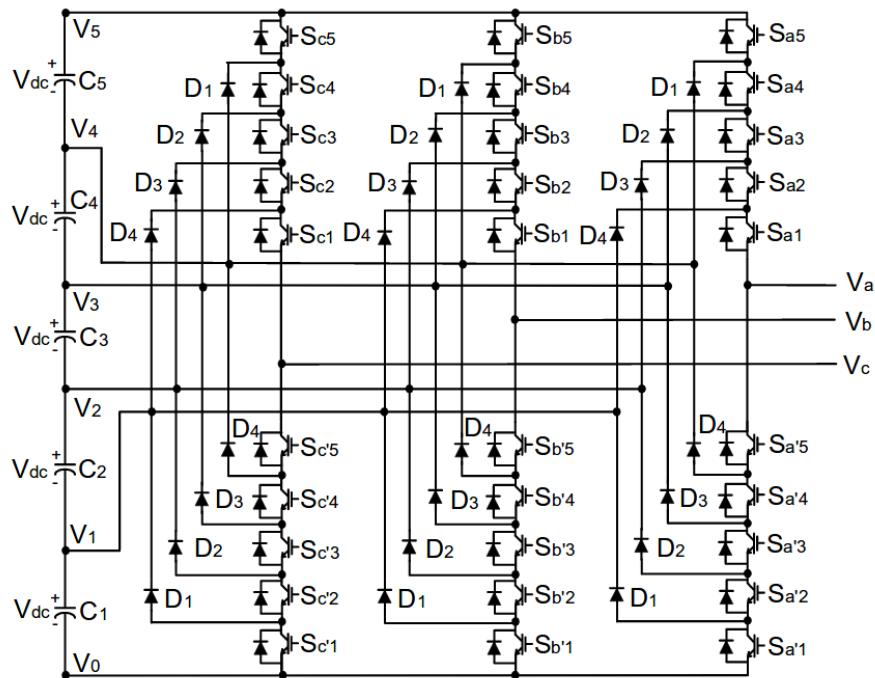 V5 Sc5 Sb5 Sa5
+ Vdc C5 - D1 Sc4 D1 Sb4 D1 Sa4
V4 D2 Sc3 D2 Sb3 D2 Sa3
D3 Sc2 D3 Sb2 D3 Sa2
+ Vdc C4 - D4 Sc1 D4 Sb1 D4 Sa1
Va
V3
Vb
+ Vdc C3 -
Vc
V2
D4 Sc'5 D4 Sb'5 D4 Sa'5
+ Vdc C2 - D3 Sc'4 D3 Sb'4 D3 Sa'4
V1 D2 Sc'3 D2 Sb'3 D2 Sa'3
D1 Sc'2 D1 Sb'2 D1 Sa'2
+ Vdc C1 -
Sc'1 Sb'1 Sa'1
V0